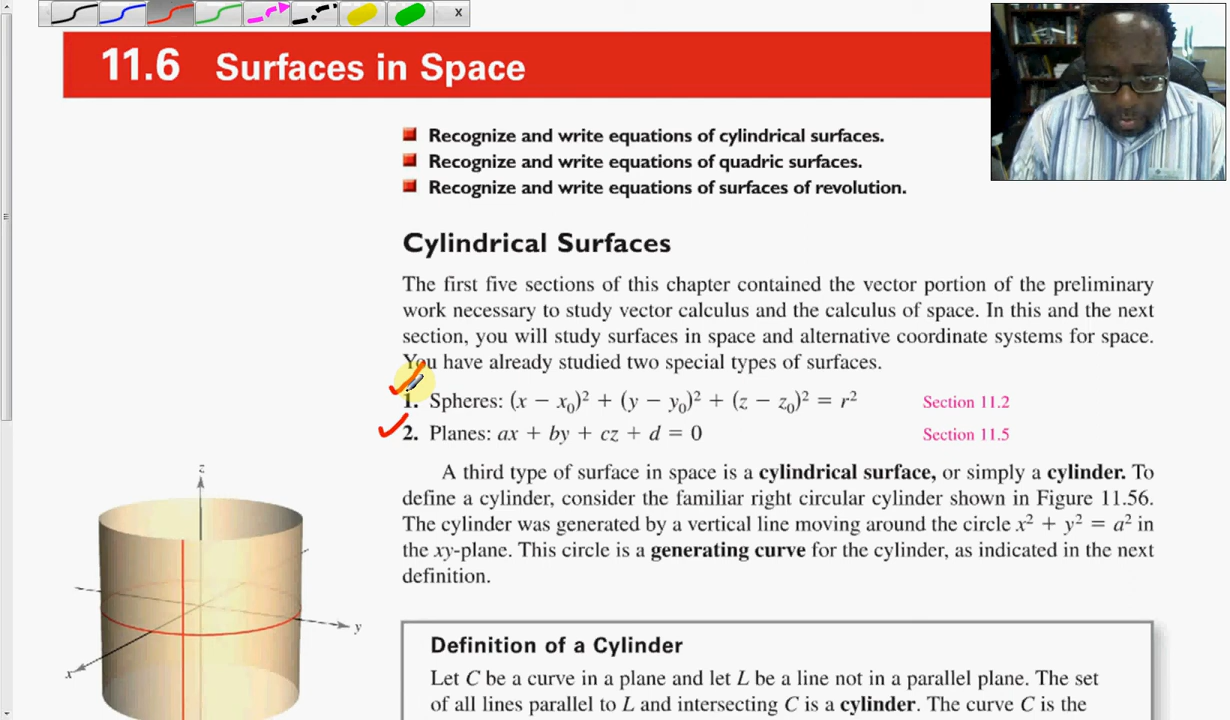 x
11.6 Surfaces in Space
Recognize and write equations of cylindrical surfaces.
Recognize and write equations of quadric surfaces.
Recognize and write equations of surfaces of revolution.
Cylindrical Surfaces
The first five sections of this chapter contained the vector portion of the preliminary
work necessary to study vector calculus and the calculus of space. In this and the next
section, you will study surfaces in space and alternative coordinate systems for space.
You have already studied two special types of surfaces.
1. Spheres: (x − x₀)² + (y − y₀)² + (z − z₀)² = r² Section 11.2
2. Planes: ax + by + cz + d = 0 Section 11.5
A third type of surface in space is a cylindrical surface, or simply a cylinder. To
define a cylinder, consider the familiar right circular cylinder shown in Figure 11.56.
The cylinder was generated by a vertical line moving around the circle x² + y² = a² in
the xy-plane. This circle is a generating curve for the cylinder, as indicated in the next
definition.
z
y
x
Definition of a Cylinder
Let C be a curve in a plane and let L be a line not in a parallel plane. The set
of all lines parallel to L and intersecting C is a cylinder. The curve C is the